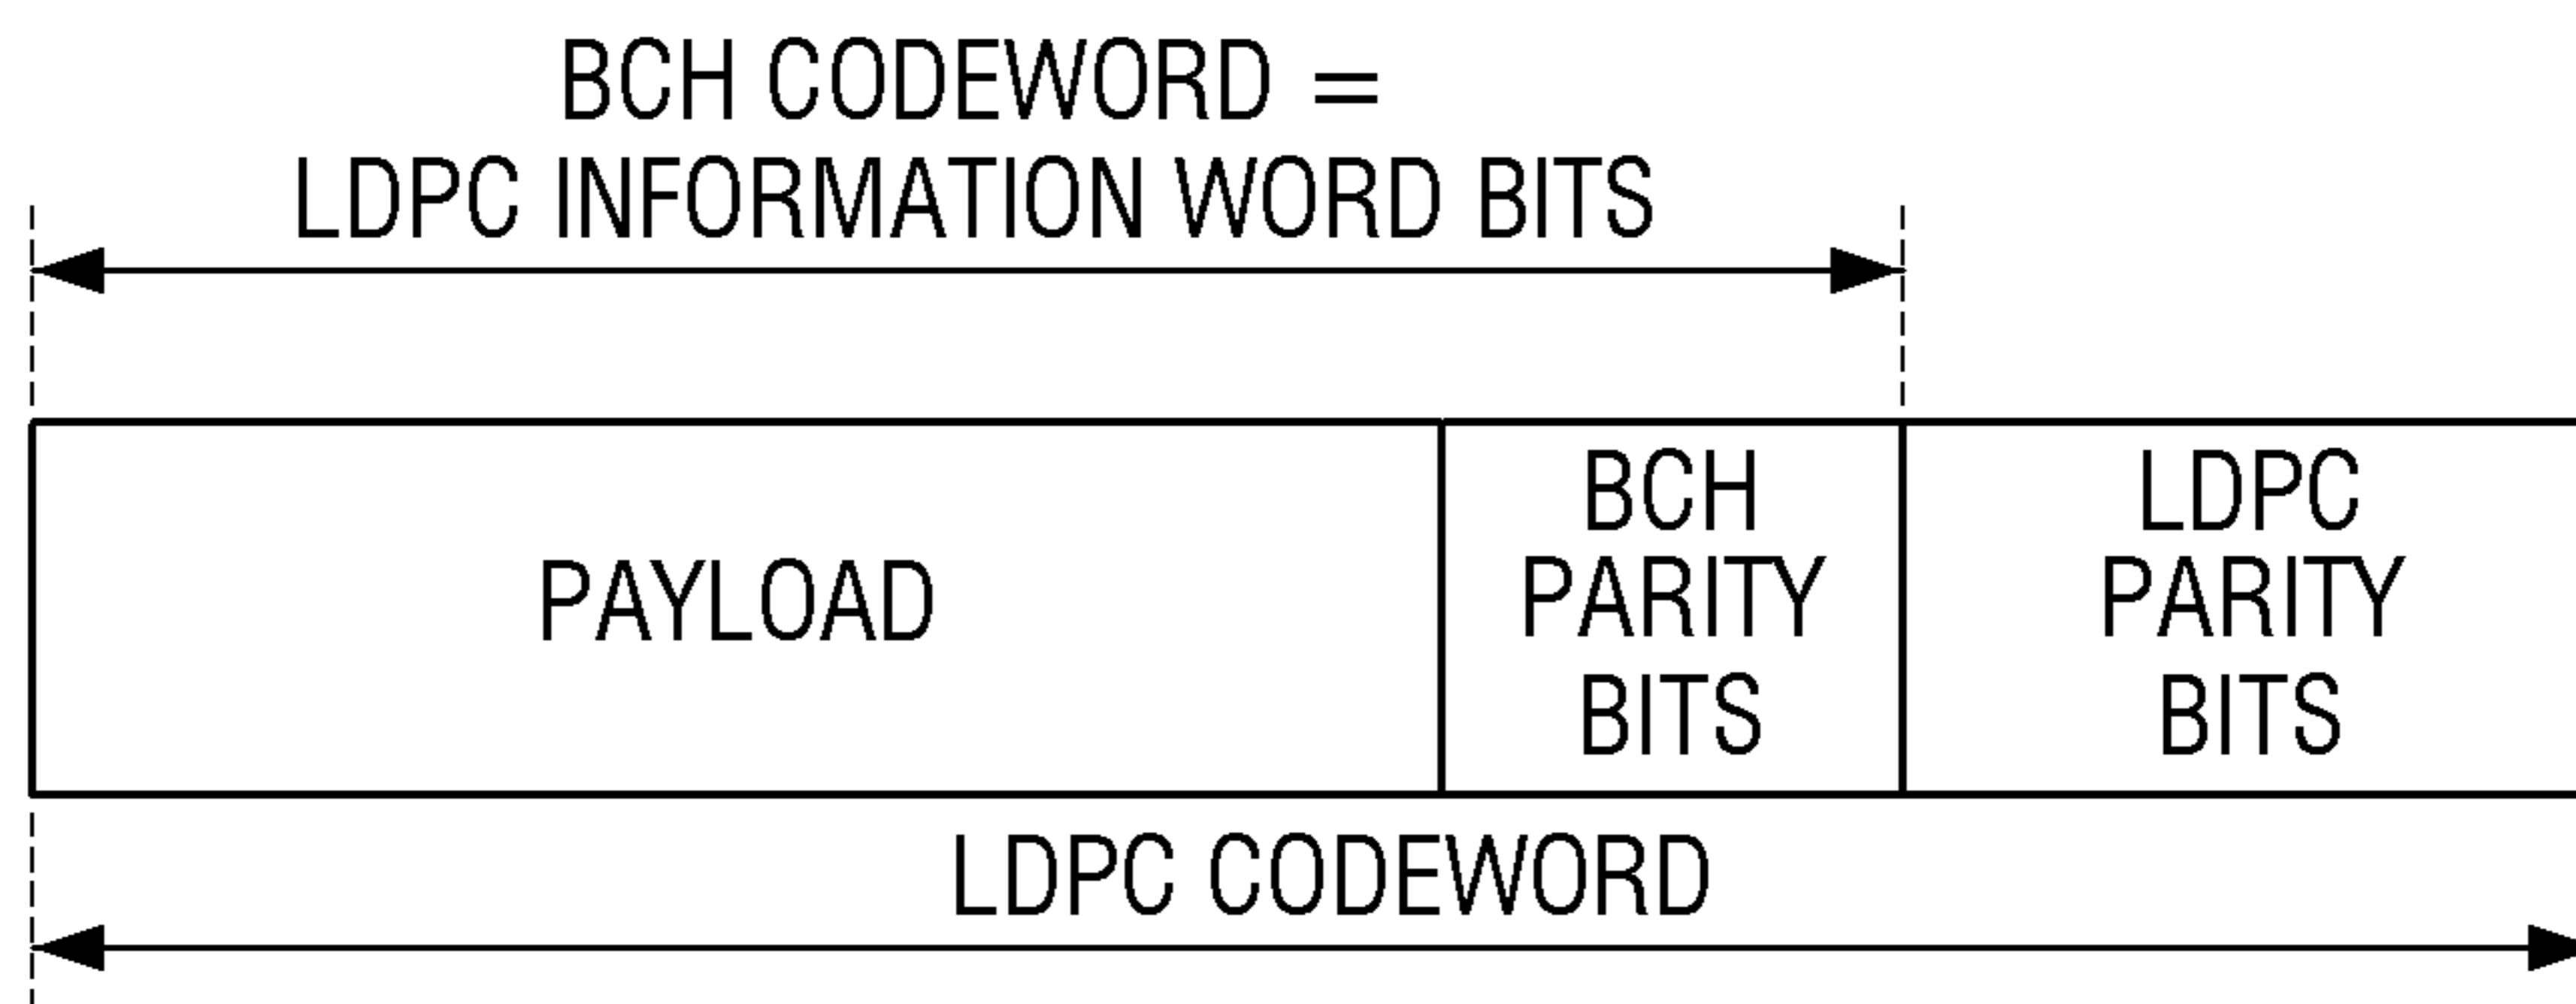 BCH CODEWORD =
LDPC INFORMATION WORD BITS
PAYLOAD
BCH
PARITY
BITS
LDPC
PARITY
BITS
LDPC CODEWORD